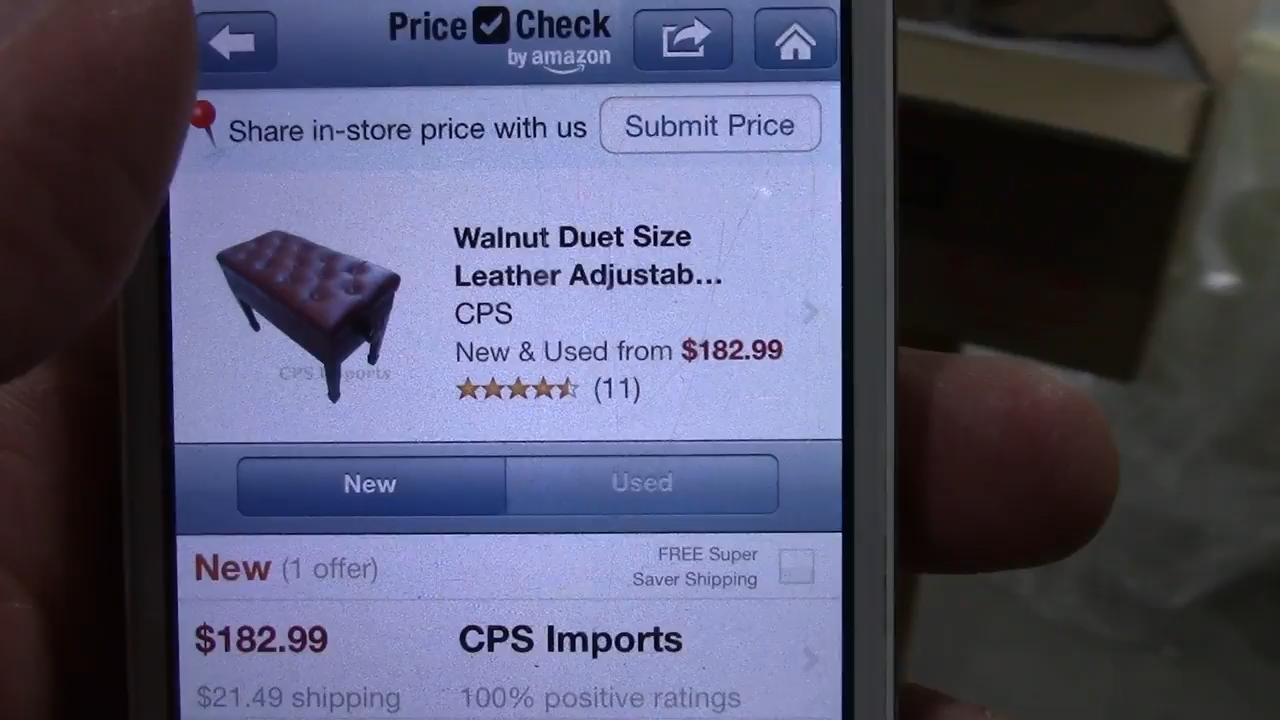 Price Check
by amazon
Share in-store price with us
Submit Price
Walnut Duet Size
Leather Adjustab...
CPS
New & Used from $182.99
(11)
CPS Imports
New
Used
New (1 offer)
FREE Super
Saver Shipping
$182.99
CPS Imports
$21.49 shipping
100% positive ratings